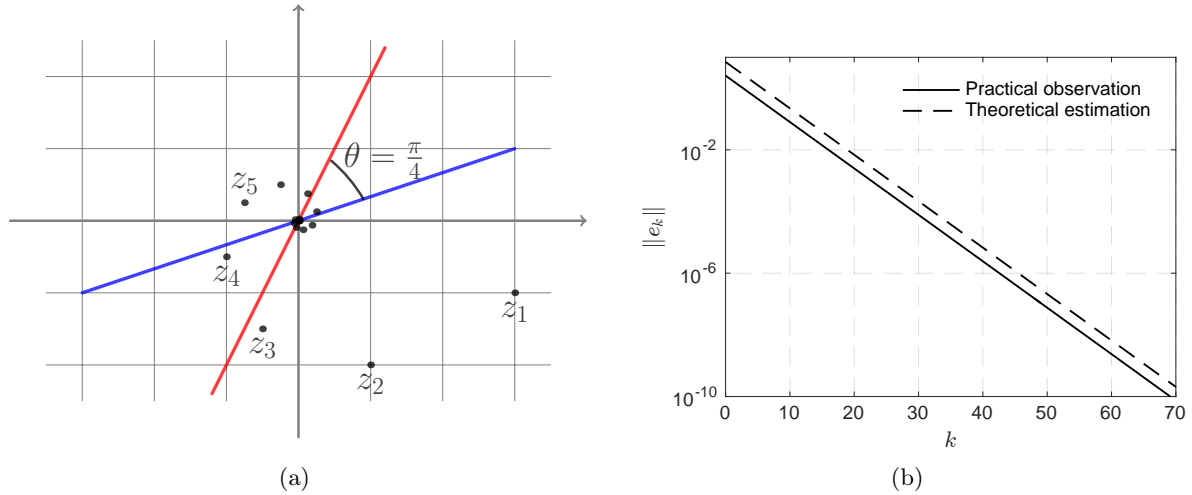 θ = π/4
z₅
z₄
z₁
z₃
z₂
(a)
Practical observation
Theoretical estimation
10⁻²
10⁻⁶
10⁻¹⁰
‖eₖ‖
0 10 20 30 40 50 60 70
k
(b)